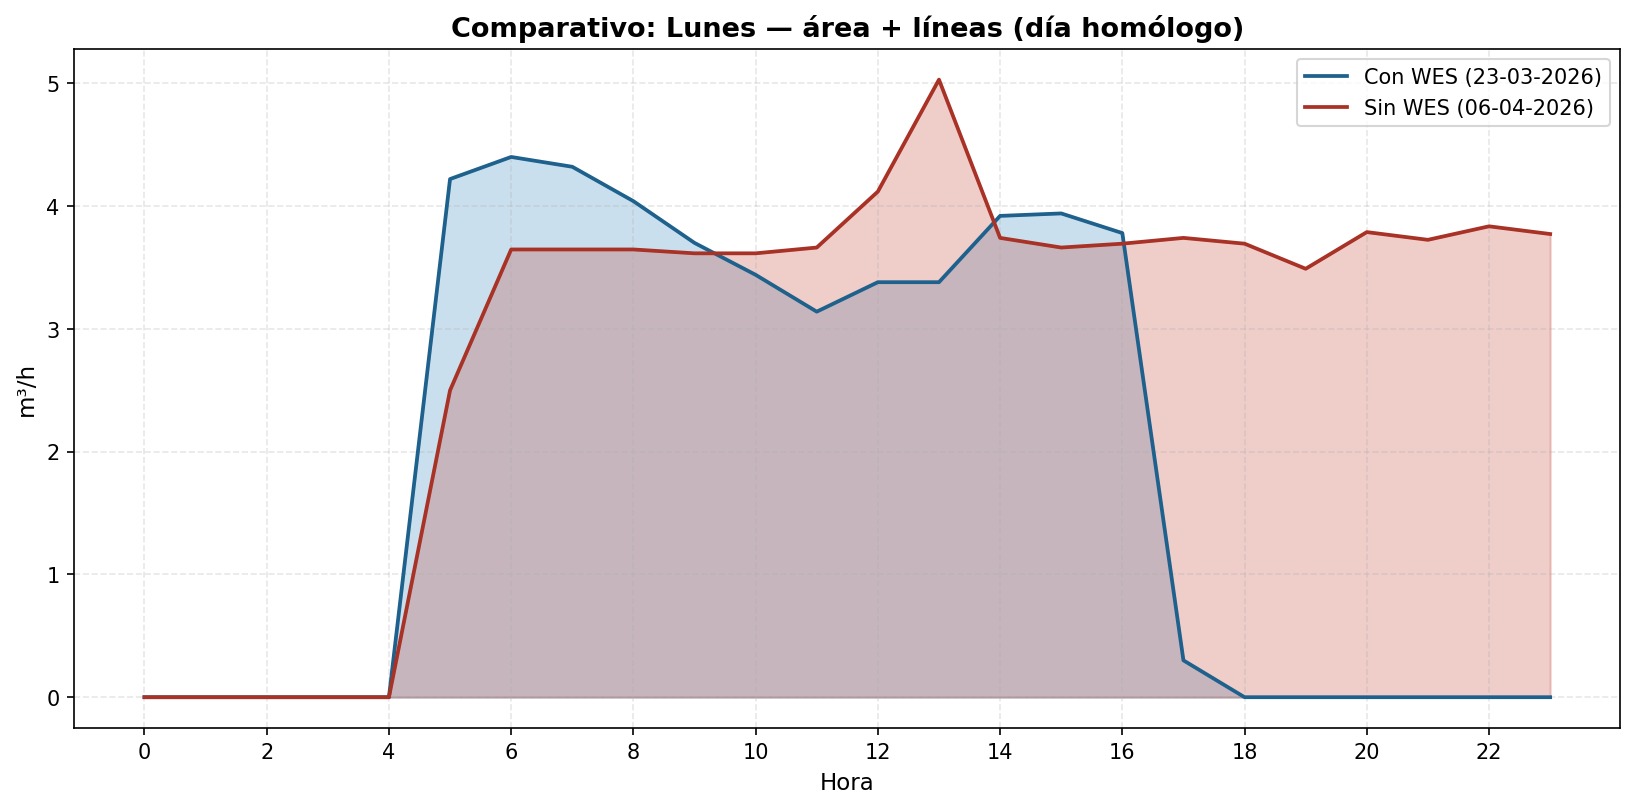 Comparativo: Lunes — área + líneas (día homólogo)
Con WES (23-03-2026)
Sin WES (06-04-2026)
5
4
3
2
1
0
m³/h
0 2 4 6 8 10 12 14 16 18 20 22
Hora